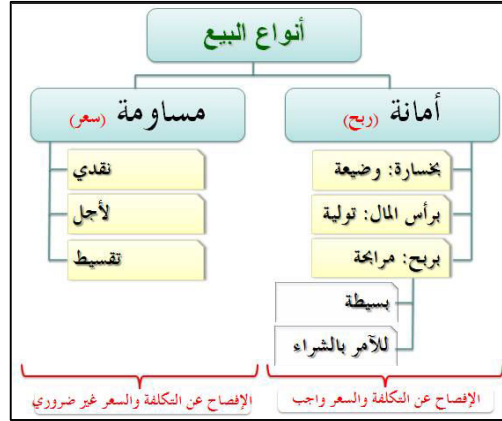 أنواع البيع
أمانة (ربح)
بخسارة: وضيعة
برأس المال: تولية
بربح: مرابحة
بسيطة
للآمر بالشراء
الإفصاح عن التكلفة والسعر واجب
مساومة (سعر)
نقدي
لأجل
تقسيط
الإفصاح عن التكلفة والسعر غير ضروري